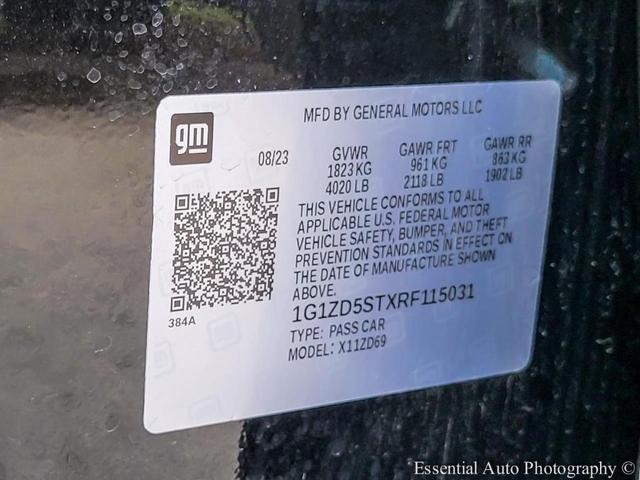 gm
MFD BY GENERAL MOTORS LLC
08/23
GVWR
1823 KG
4020 LB
GAWR FRT
961 KG
2118 LB
GAWR RR
863 KG
1902 LB
THIS VEHICLE CONFORMS TO ALL
APPLICABLE U.S. FEDERAL MOTOR
VEHICLE SAFETY, BUMPER, AND THEFT
PREVENTION STANDARDS IN EFFECT ON
THE DATE OF MANUFACTURE SHOWN
ABOVE.
1G1ZD5STXRF115031
TYPE: PASS CAR
MODEL: X11ZD69
384A
Essential Auto Photography ©